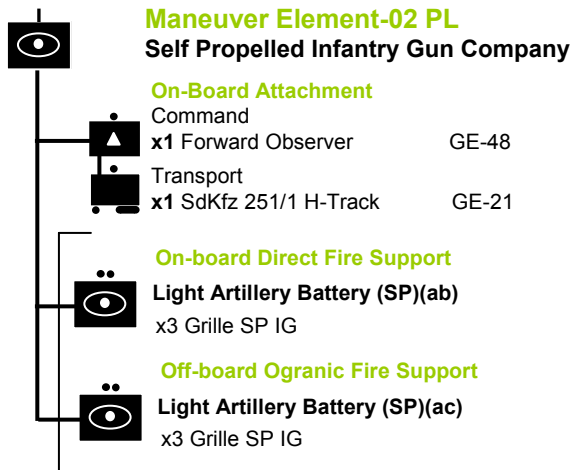 Maneuver Element-02 PL
Self Propelled Infantry Gun Company
On-Board Attachment
Command
x1 Forward Observer GE-48
Transport
x1 SdKfz 251/1 H-Track GE-21
On-board Direct Fire Support
Light Artillery Battery (SP)(ab)
x3 Grille SP IG
Off-board Ogranic Fire Support
Light Artillery Battery (SP)(ac)
x3 Grille SP IG